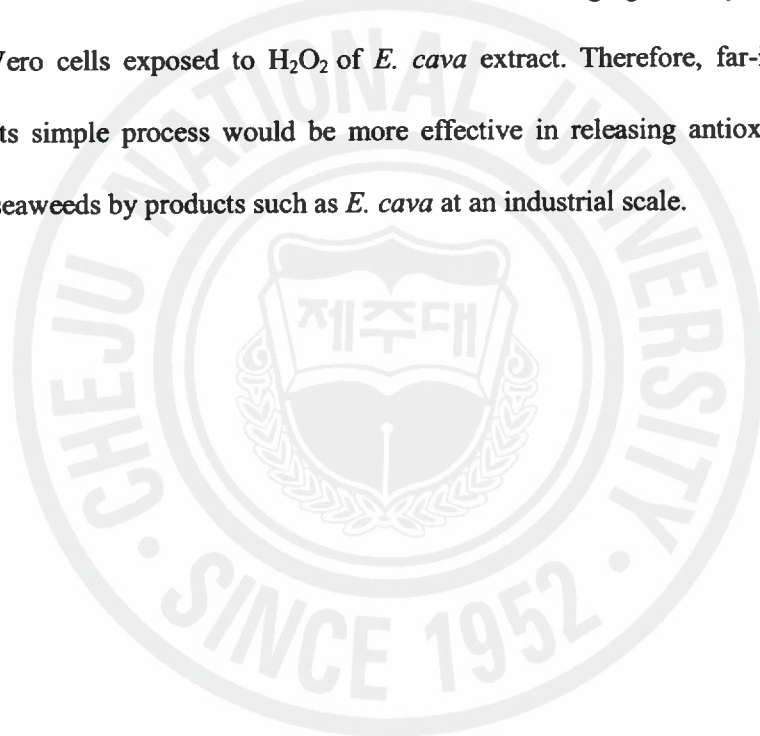 Vero cells exposed to H₂O₂ of E. cava extract. Therefore, far-i
ts simple process would be more effective in releasing antiox
seaweeds by products such as E. cava at an industrial scale.
CHEJU NATIONAL UNIVERSITY
제주대
· SINCE 1952 ·